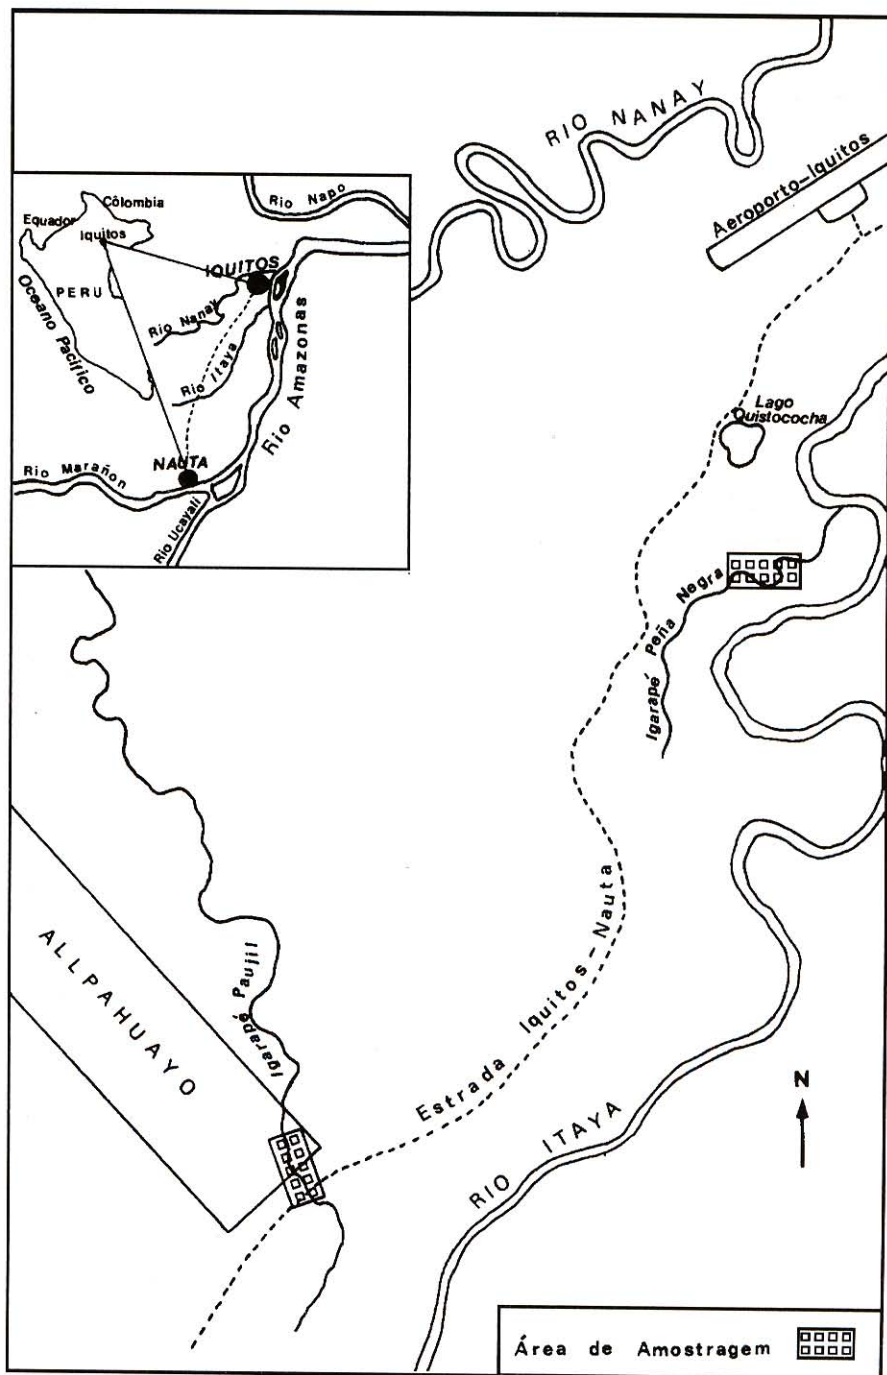 RIO NANAY
Aeroporto-Iquitos
Rio Napo
Côlombia
Equador
Iquitos
IQUITOS
PERU
Oceano Pacífico
Rio Nanay
Rio Itaya
Rio Amazonas
NAUTA
Rio Marañon
Rio Ucayali
Lago
Quistococha
Igarapé Peña Negra
ALLPAHUAYO
Igarapé Paujil
Estrada Iquitos-Nauta
RIO ITAYA
N
Área de Amostragem